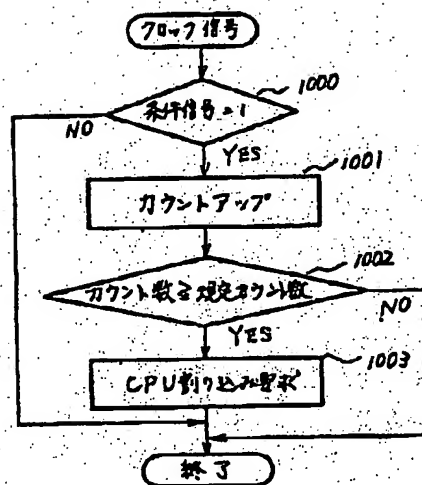 クロック信号
1000
条件信号=1
NO
YES
1001
カウントアップ
1002
カウント数≧規定カウント数
NO
YES
1003
CPU割り込み要求
終了